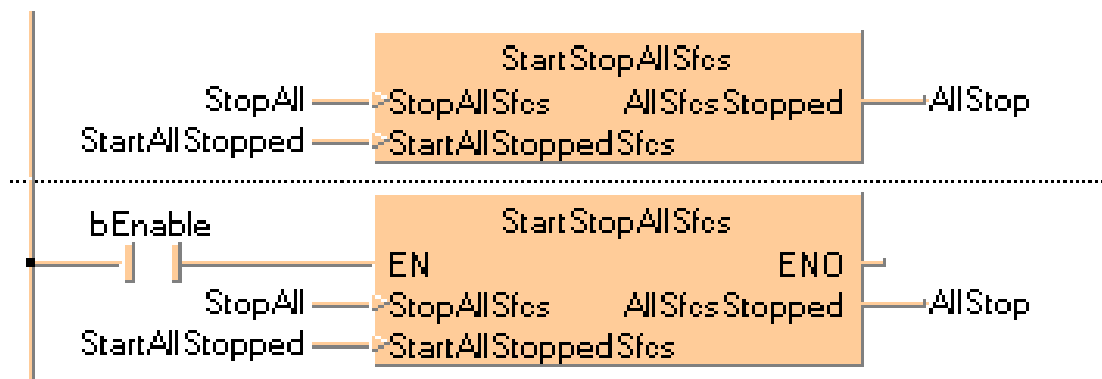 StartStopAllSfcs
StopAll StopAllSfcs AllSfcsStopped AllStop
StartAllStopped StartAllStoppedSfcs
bEnable StartStopAllSfcs
EN ENO
StopAll StopAllSfcs AllSfcsStopped AllStop
StartAllStopped StartAllStoppedSfcs